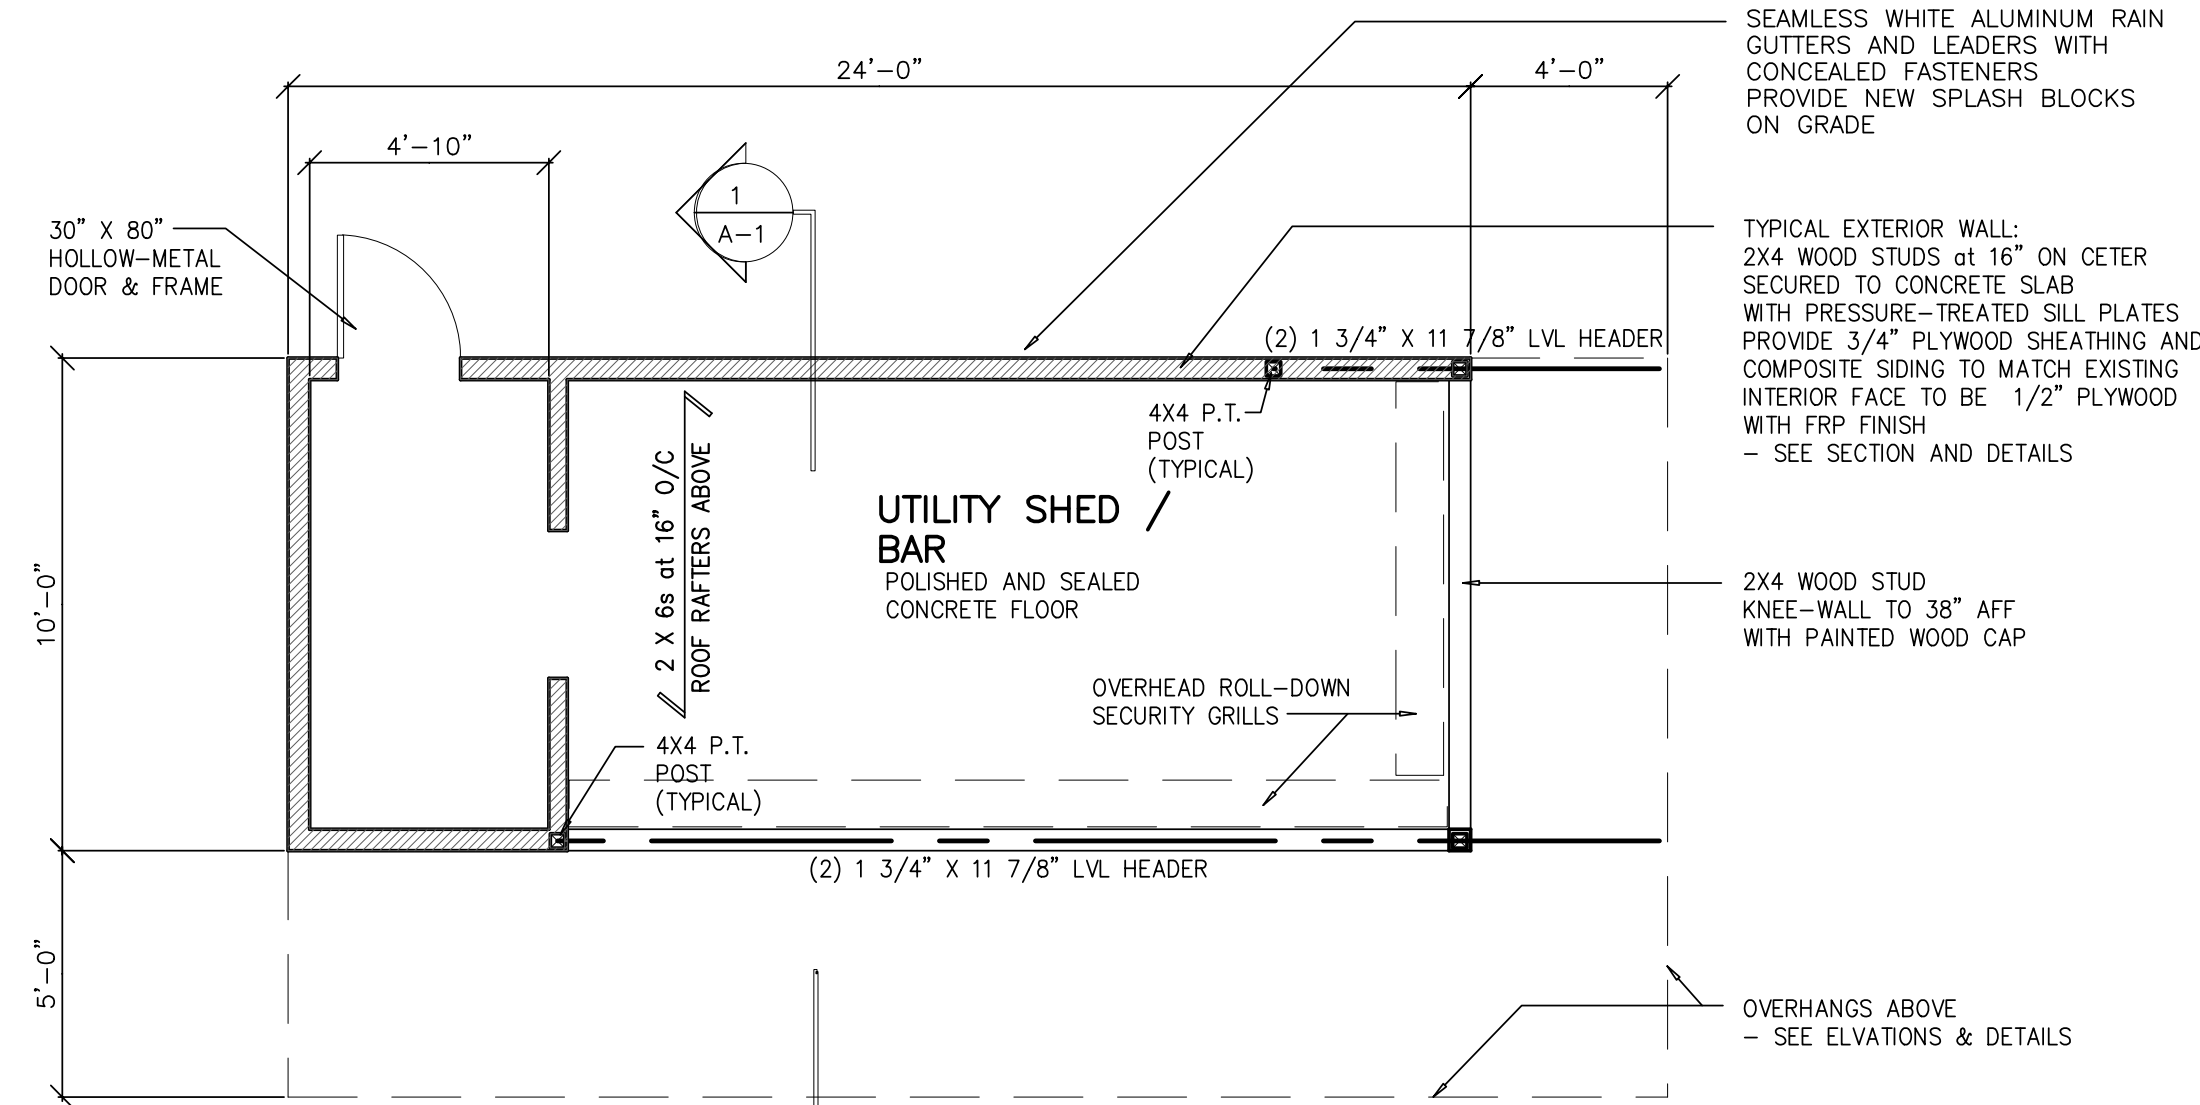 SEAMLESS WHITE ALUMINUM RAIN
GUTTERS AND LEADERS WITH
CONCEALED FASTENERS
PROVIDE NEW SPLASH BLOCKS
ON GRADE
24'-0"
4'-0"
4'-10"
1
A-1
30" X 80"
HOLLOW-METAL
DOOR & FRAME
TYPICAL EXTERIOR WALL:
2X4 WOOD STUDS at 16" ON CETER
SECURED TO CONCRETE SLAB
WITH PRESSURE-TREATED SILL PLATES
PROVIDE 3/4" PLYWOOD SHEATHING AND
COMPOSITE SIDING TO MATCH EXISTING
INTERIOR FACE TO BE 1/2" PLYWOOD
WITH FRP FINISH
- SEE SECTION AND DETAILS
(2) 1 3/4" X 11 7/8" LVL HEADER
4X4 P.T.
POST
(TYPICAL)
2 X 6s at 16" O/C
ROOF RAFTERS ABOVE
UTILITY SHED /
BAR
POLISHED AND SEALED
CONCRETE FLOOR
10'-0"
2X4 WOOD STUD
KNEE-WALL TO 38" AFF
WITH PAINTED WOOD CAP
OVERHEAD ROLL-DOWN
SECURITY GRILLS
4X4 P.T.
POST
(TYPICAL)
(2) 1 3/4" X 11 7/8" LVL HEADER
5'-0"
OVERHANGS ABOVE
- SEE ELVATIONS & DETAILS